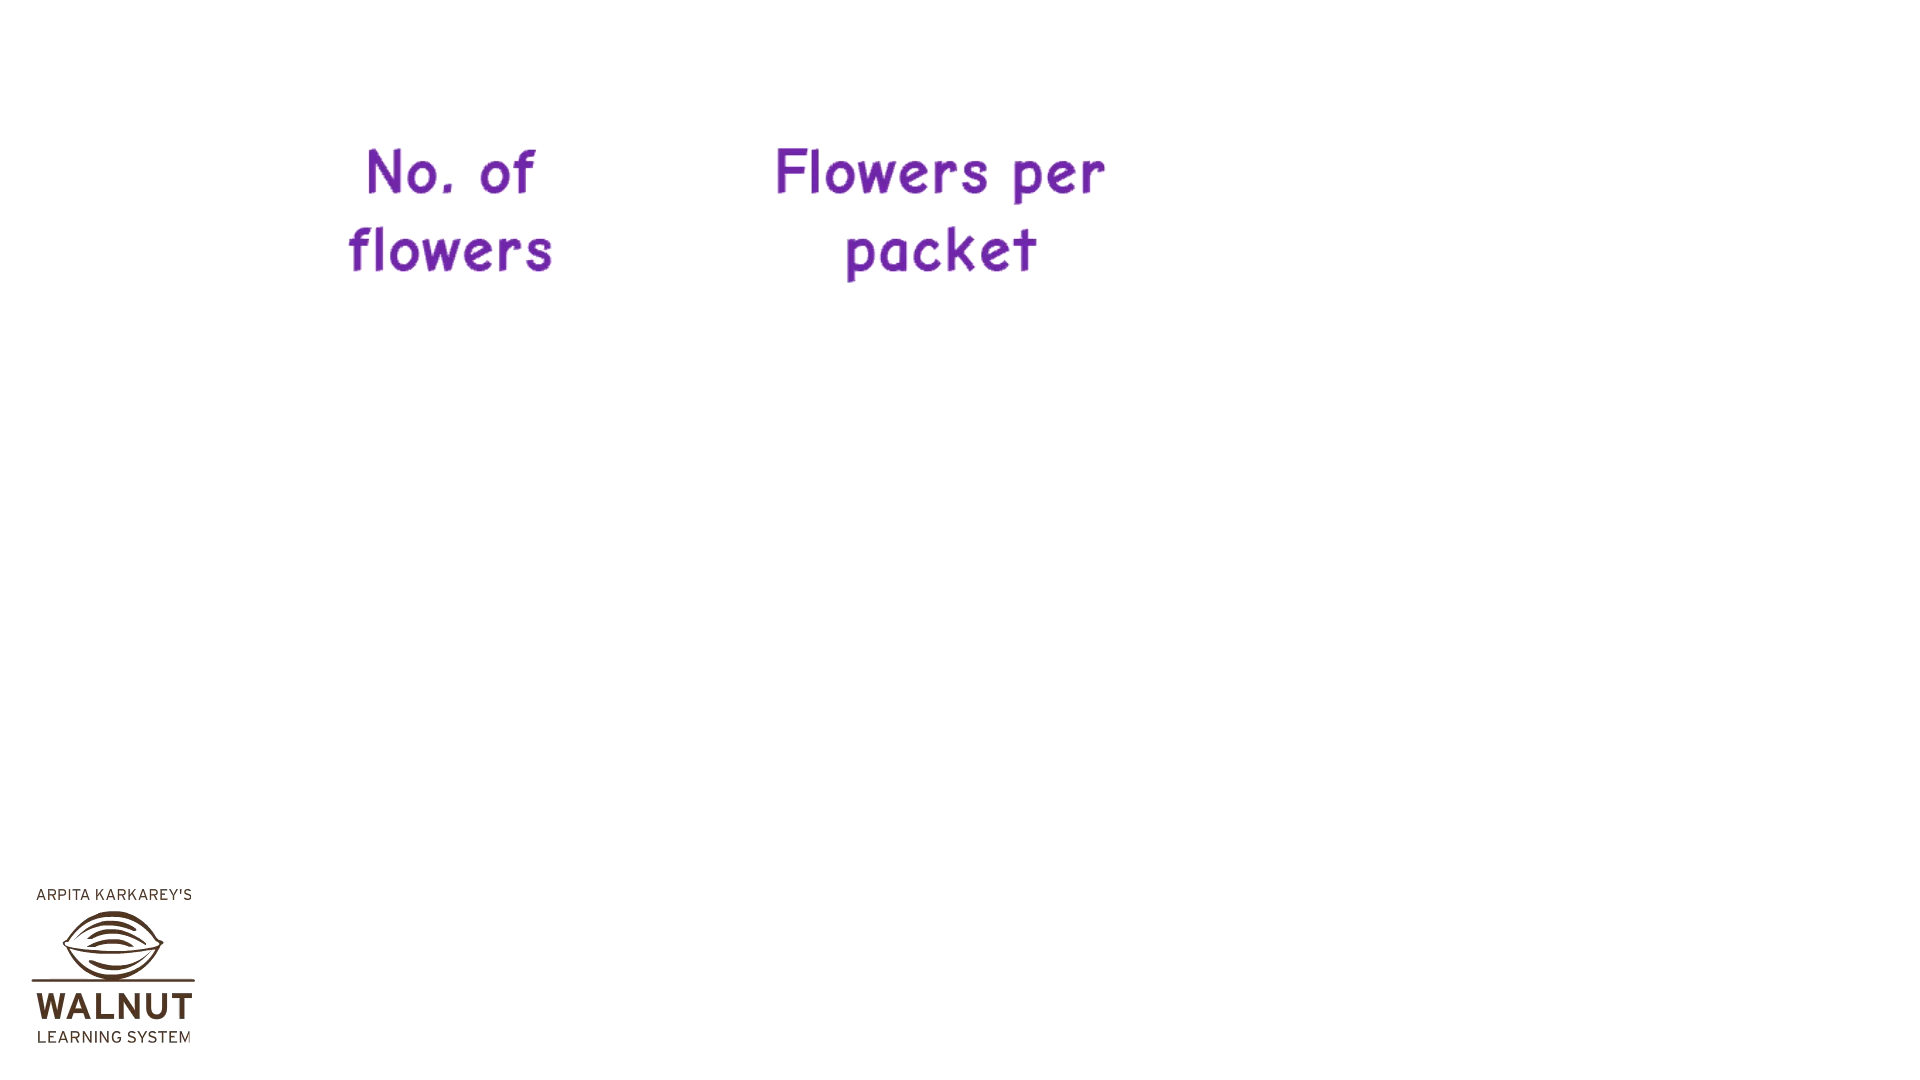 No. of
flowers
Flowers per
packet
ARPITA KARKAREY'S
WALNUT
LEARNING SYSTEM